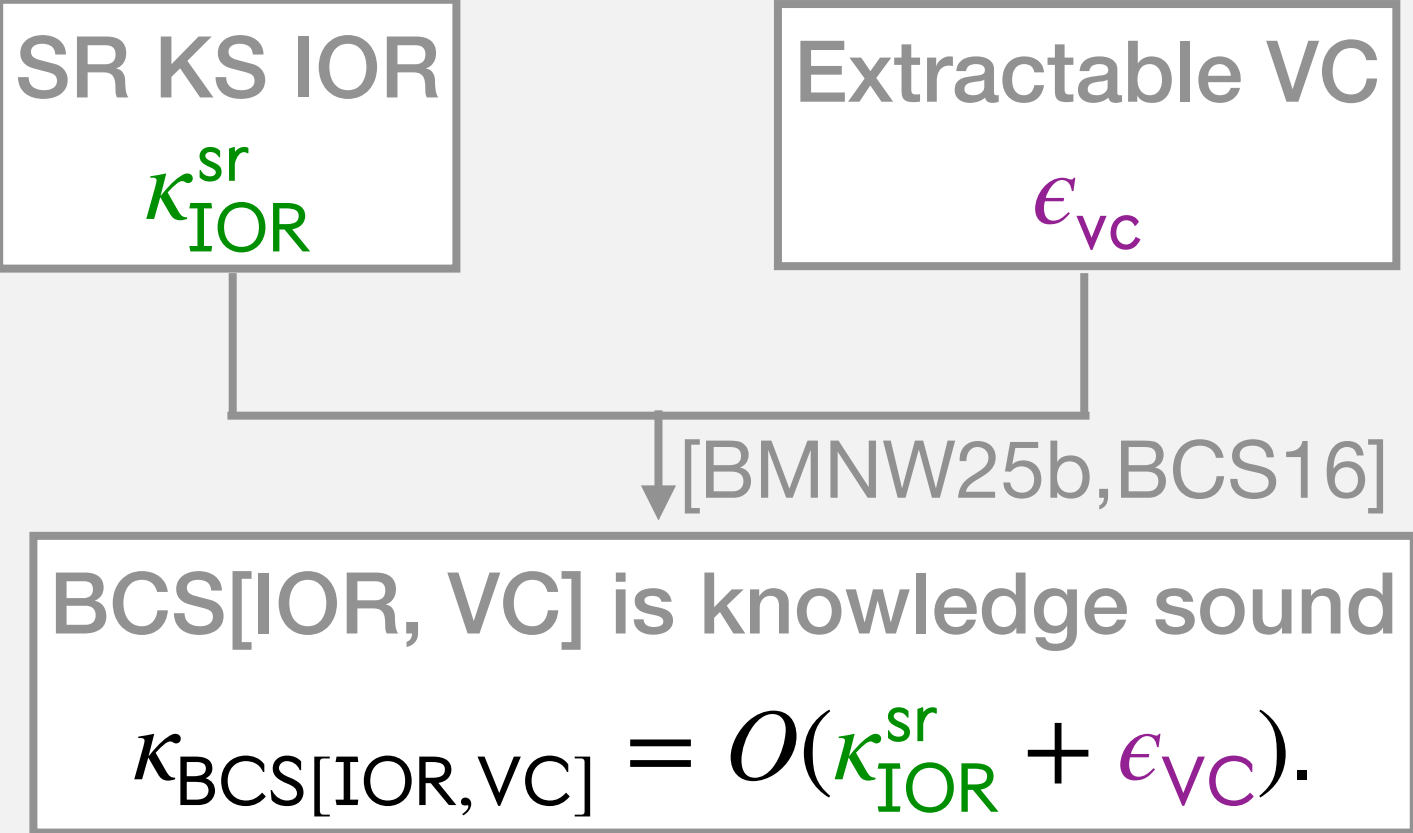 SR KS IOR
κ^sr_IOR
Extractable VC
ϵ_vc
[BMNW25b,BCS16]
BCS[IOR, VC] is knowledge sound
κ_BCS[IOR,VC] = O(κ^sr_IOR + ϵ_VC).